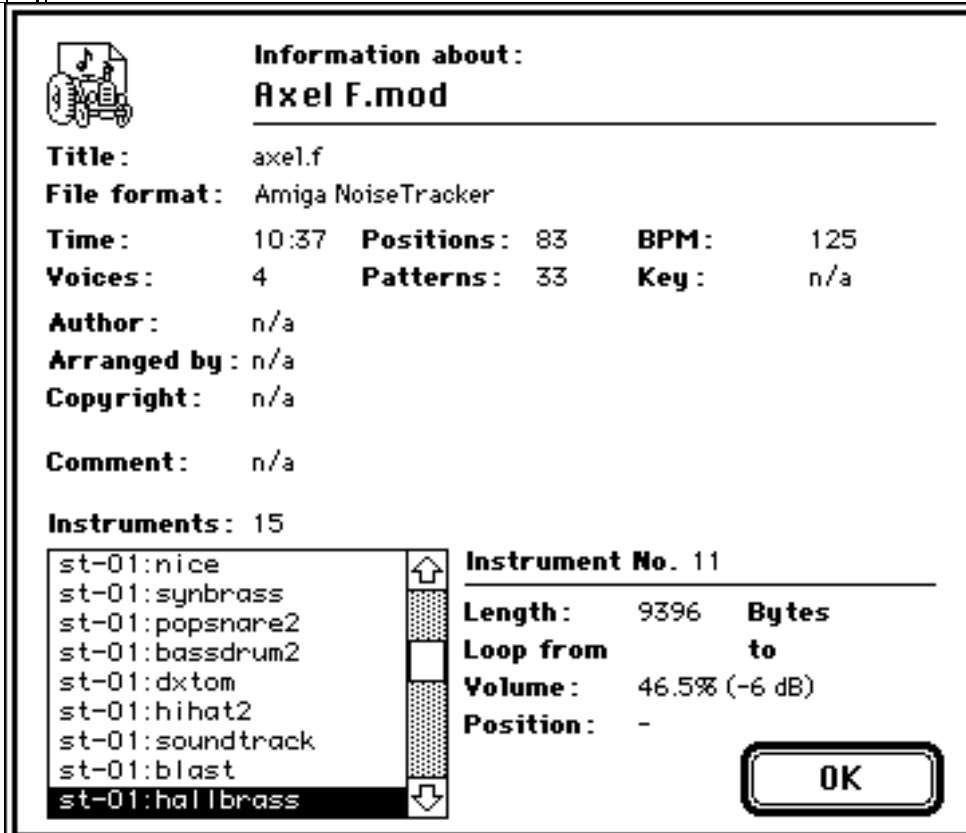 Information about:
Axel F.mod
Title: axel.f
File format: Amiga NoiseTracker
Time: 10:37 Positions: 83 BPM: 125
Voices: 4 Patterns: 33 Key: n/a
Author: n/a
Arranged by: n/a
Copyright: n/a
Comment: n/a
Instruments: 15
st-01:nice
st-01:synbrass
st-01:popsnare2
st-01:bassdrum2
st-01:dxtom
st-01:hihat2
st-01:soundtrack
st-01:blast
st-01:hallbrass
Instrument No. 11
Length: 9396 Bytes
Loop from to
Volume: 46.5% (-6 dB)
Position: -
OK